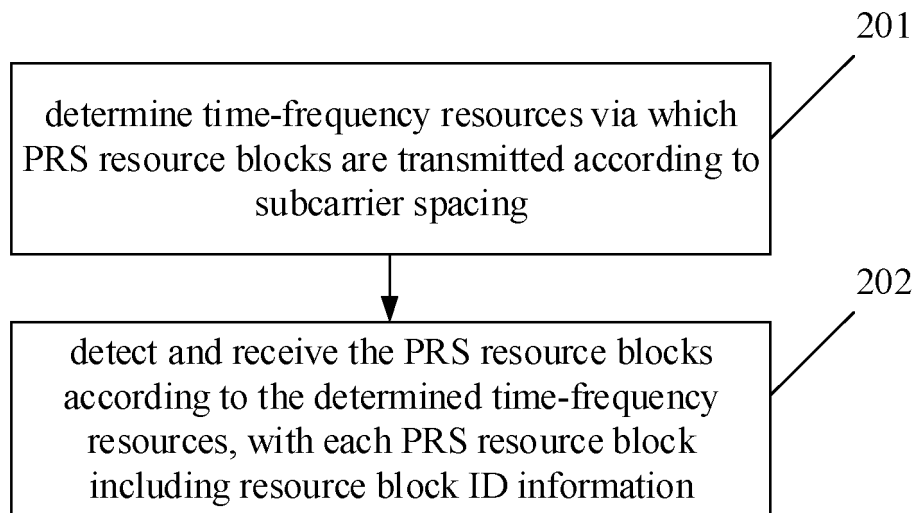 201
determine time-frequency resources via which
PRS resource blocks are transmitted according to
subcarrier spacing
202
detect and receive the PRS resource blocks
according to the determined time-frequency
resources, with each PRS resource block
including resource block ID information